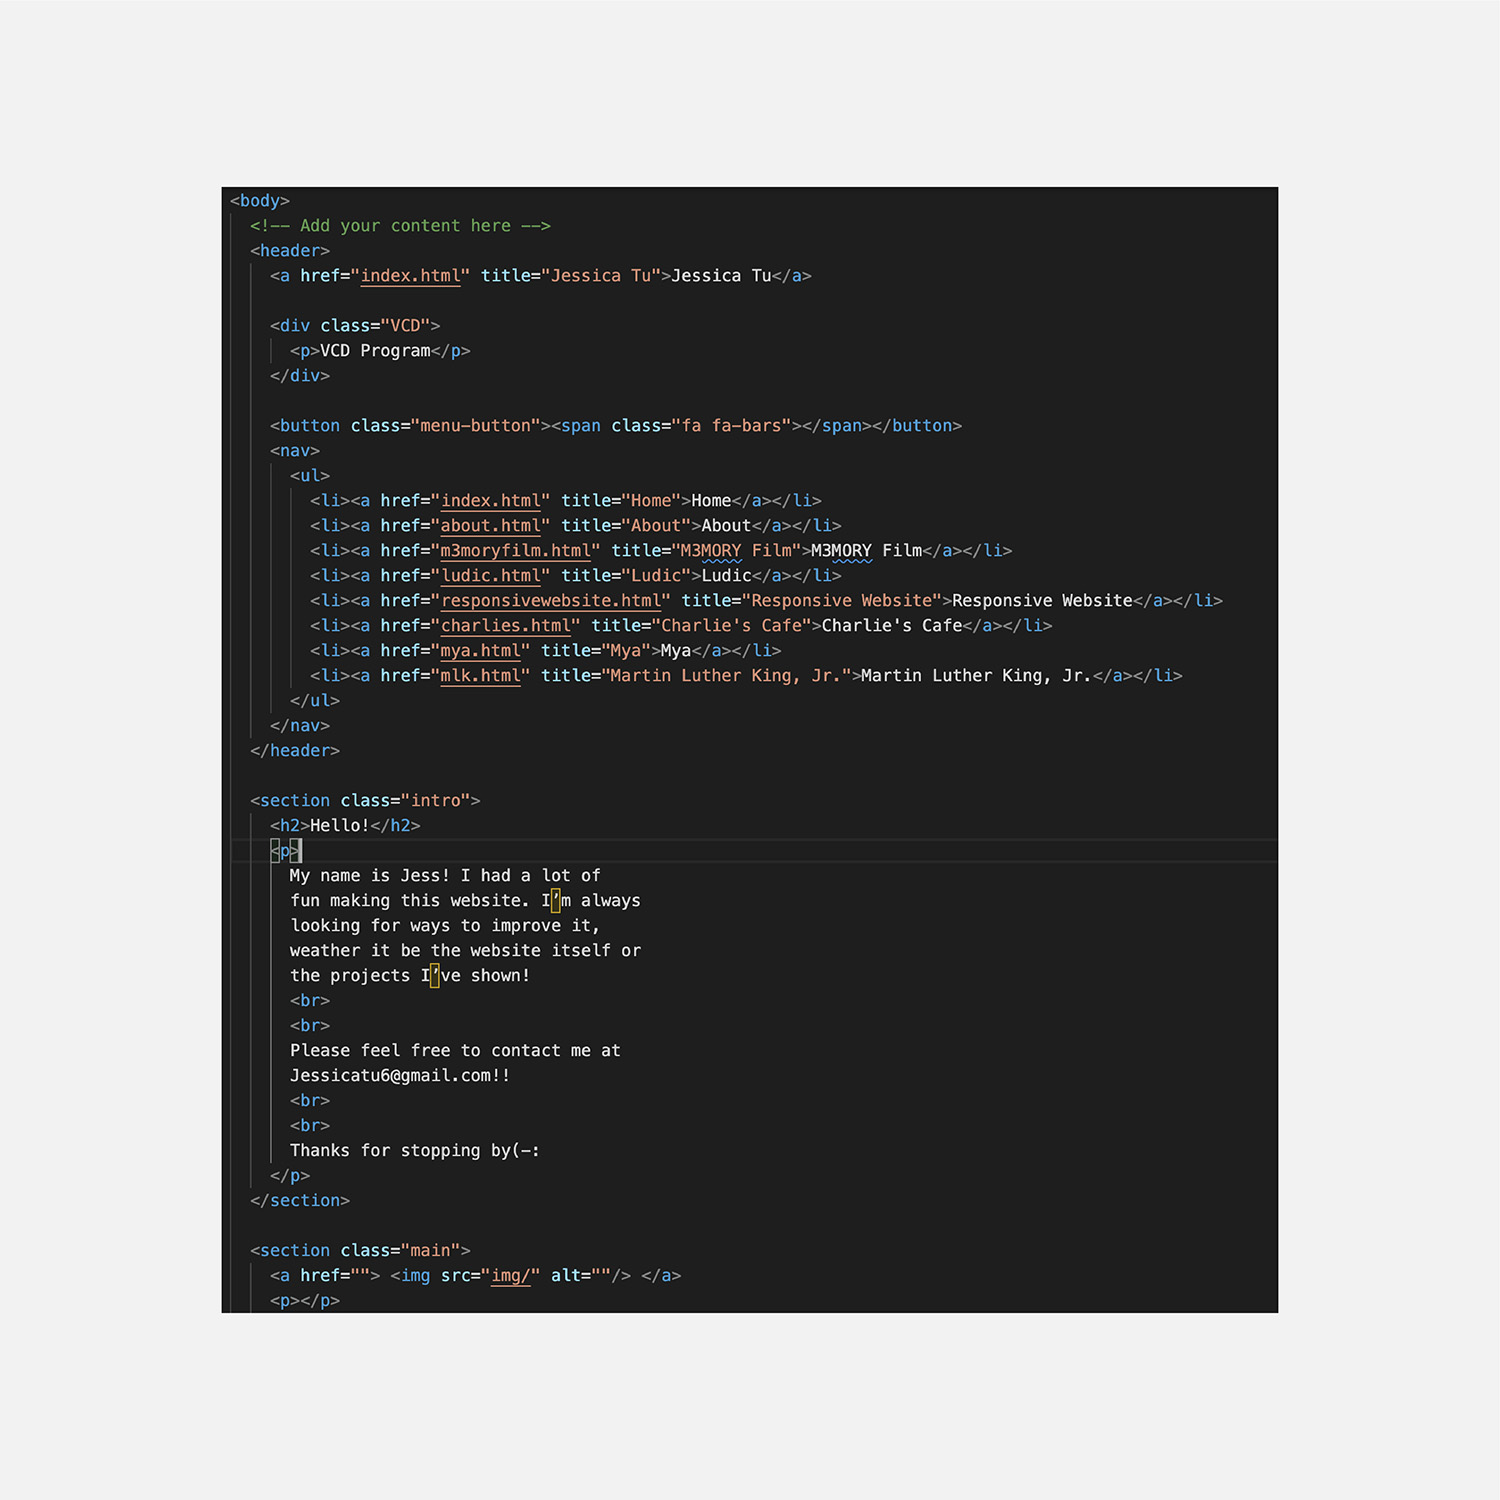 <body>
<!-- Add your content here -->
<header>
<a href="index.html" title="Jessica Tu">Jessica Tu</a>
<div class="VCD">
<p>VCD Program</p>
</div>
<button class="menu-button"><span class="fa fa-bars"></span></button>
<nav>
<ul>
<li><a href="index.html" title="Home">Home</a></li>
<li><a href="about.html" title="About">About</a></li>
<li><a href="m3moryfilm.html" title="M3MORY Film">M3MORY Film</a></li>
<li><a href="ludic.html" title="Ludic">Ludic</a></li>
<li><a href="responsivewebsite.html" title="Responsive Website">Responsive Website</a></li>
<li><a href="charlies.html" title="Charlie's Cafe">Charlie's Cafe</a></li>
<li><a href="mya.html" title="Mya">Mya</a></li>
<li><a href="mlk.html" title="Martin Luther King, Jr.">Martin Luther King, Jr.</a></li>
</ul>
</nav>
</header>
<section class="intro">
<h2>Hello!</h2>
<p>
My name is Jess! I had a lot of
fun making this website. I’m always
looking for ways to improve it,
weather it be the website itself or
the projects I’ve shown!
<br>
<br>
Please feel free to contact me at
Jessicatu6@gmail.com!!
<br>
<br>
Thanks for stopping by(-:
</p>
</section>
<section class="main">
<a href=""> <img src="img/" alt=""/> </a>
<p></p>